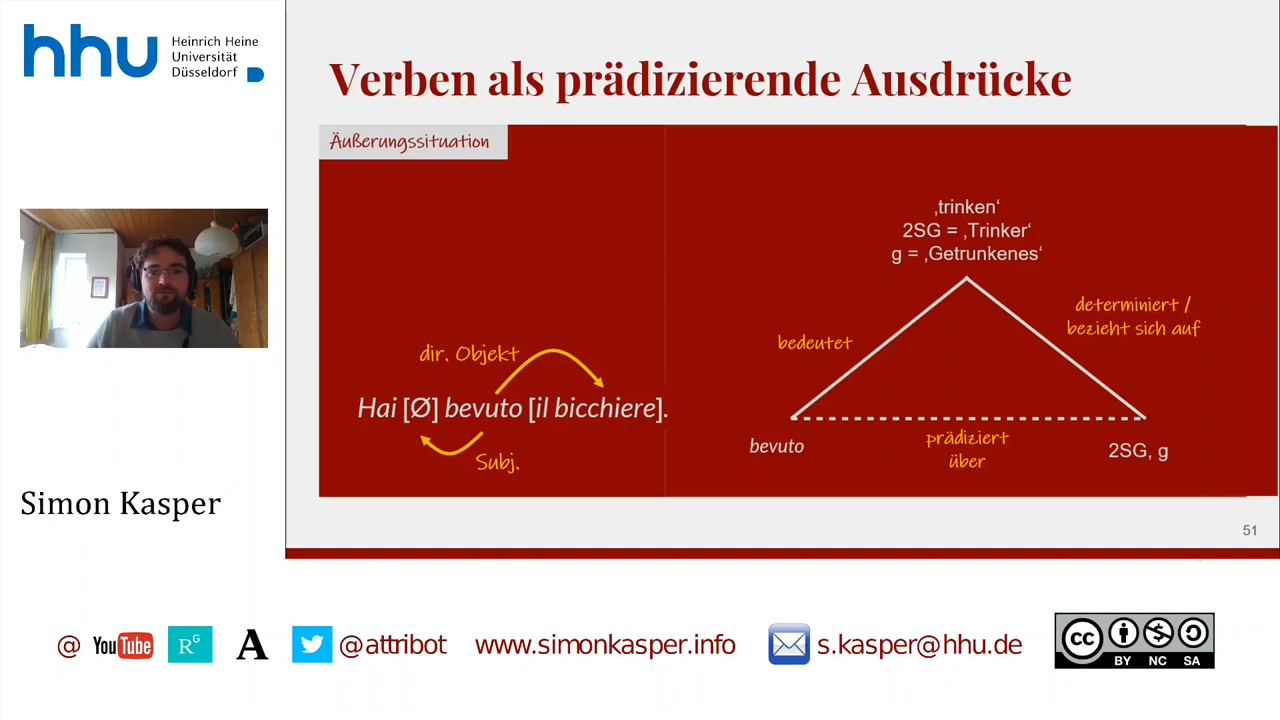 hhu
Heinrich Heine
Universität
Düsseldorf
Verben als prädizierende Ausdrücke
Äußerungssituation
‚trinken‘
2SG = ‚Trinker‘
g = ‚Getrunkenes‘
determiniert /
bezieht sich auf
bedeutet
dir. Objekt
Hai [Ø] bevuto [il bicchiere].
Subj.
bevuto
prädiziert
über
2SG, g
Simon Kasper
51
@ YouTube RG A @attribot www.simonkasper.info s.kasper@hhu.de
cc BY NC SA